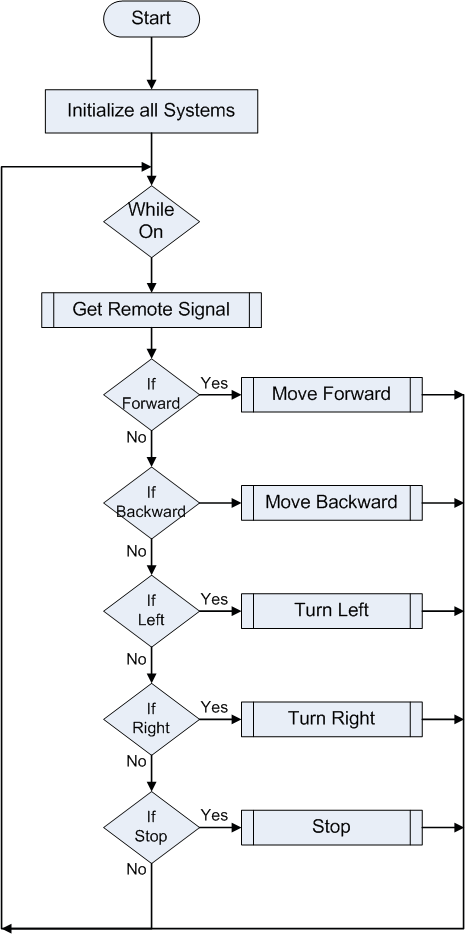 Start
Initialize all Systems
While
On
Get Remote Signal
If
Forward
Yes
Move Forward
No
If
Backward
Move Backward
No
If
Left
Yes
Turn Left
No
If
Right
Yes
Turn Right
No
If
Stop
Yes
Stop
No